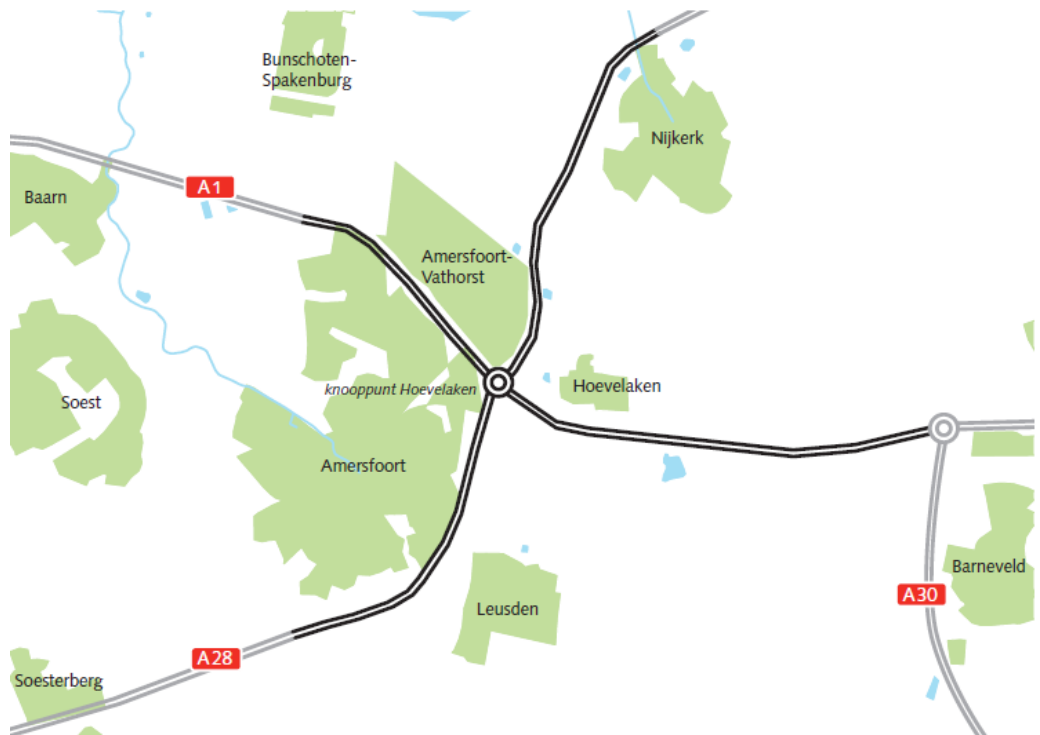 Bunschoten-
Spakenburg
Nijkerk
A1
Baarn
Amersfoort-
Vathorst
knooppunt Hoevelaken
Hoevelaken
Soest
Amersfoort
Barneveld
A30
Leusden
A28
Soesterberg